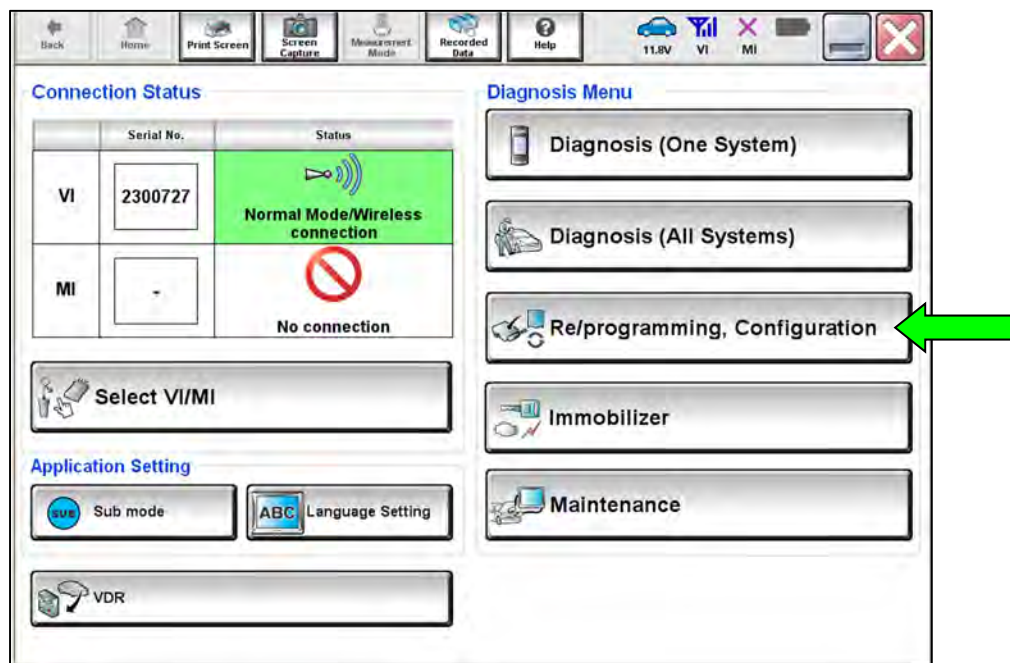 Back
Home
Print Screen
Screen
Capture
Measurement
Mode
Recorded
Data
Help
11.8V
VI
MI
Connection Status
Serial No.
Status
VI
2300727
Normal Mode/Wireless
connection
MI
-
No connection
Select VI/MI
Application Setting
SUB
Sub mode
ABC
Language Setting
VDR
Diagnosis Menu
Diagnosis (One System)
Diagnosis (All Systems)
Re/programming, Configuration
Immobilizer
Maintenance